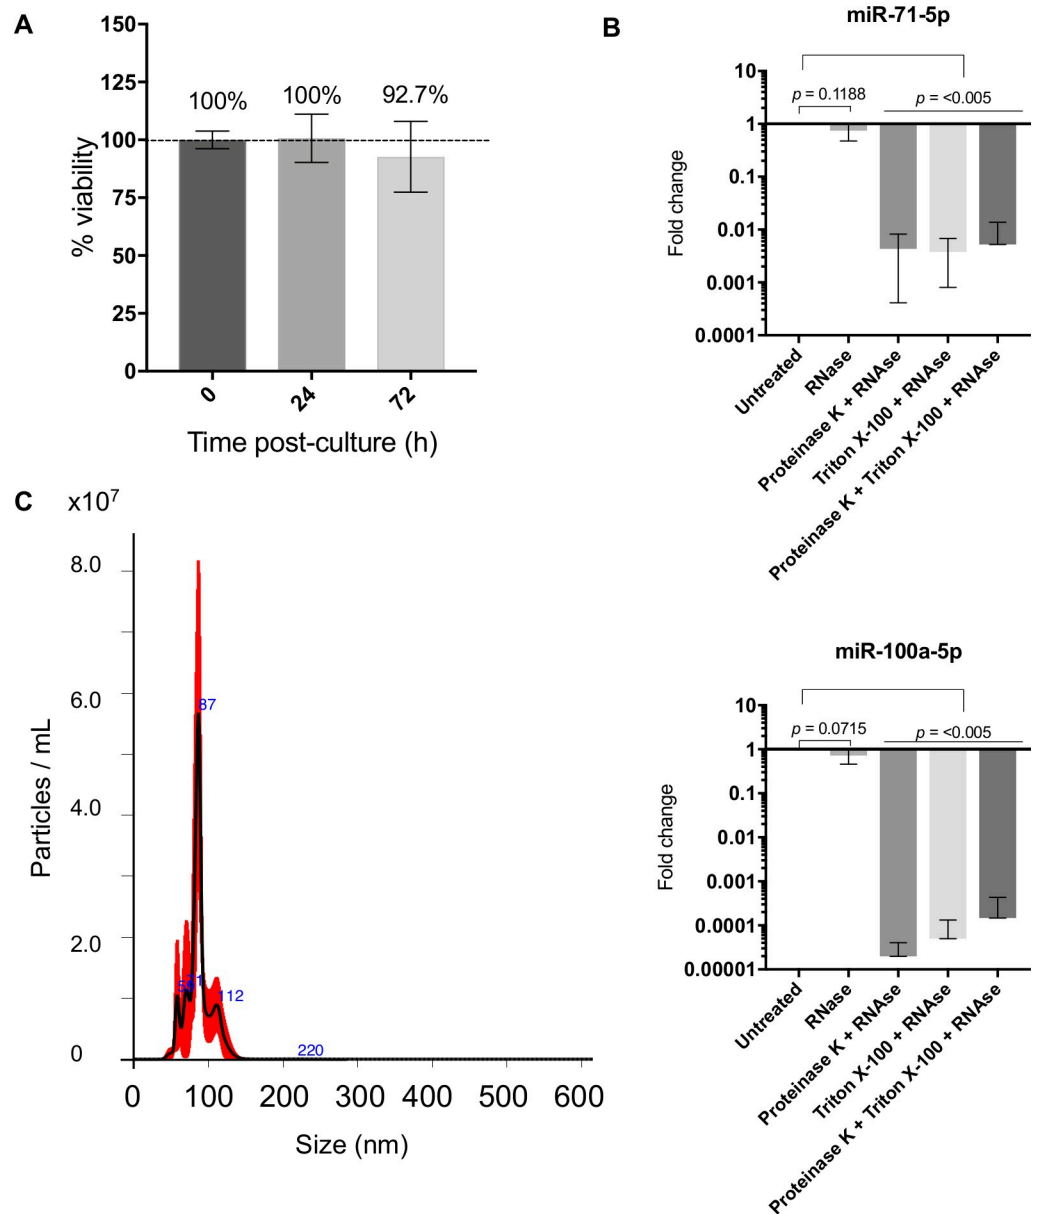 A
150
125
100
75
50
25
0
% viability
100%
100%
92.7%
0
24
72
Time post-culture (h)
B
miR-71-5p
10
1
0.1
0.01
0.001
0.0001
Fold change
p = 0.1188
p = <0.005
Untreated
RNase
Proteinase K + RNAse
Triton X-100 + RNAse
Proteinase K + Triton X-100 + RNAse
C
x10⁷
8.0
6.0
4.0
2.0
0
Particles / mL
87
112
220
0
100
200
300
400
500
600
Size (nm)
miR-100a-5p
10
1
0.1
0.01
0.001
0.0001
0.00001
Fold change
p = 0.0715
p = <0.005
Untreated
RNase
Proteinase K + RNAse
Triton X-100 + RNAse
Proteinase K + Triton X-100 + RNAse